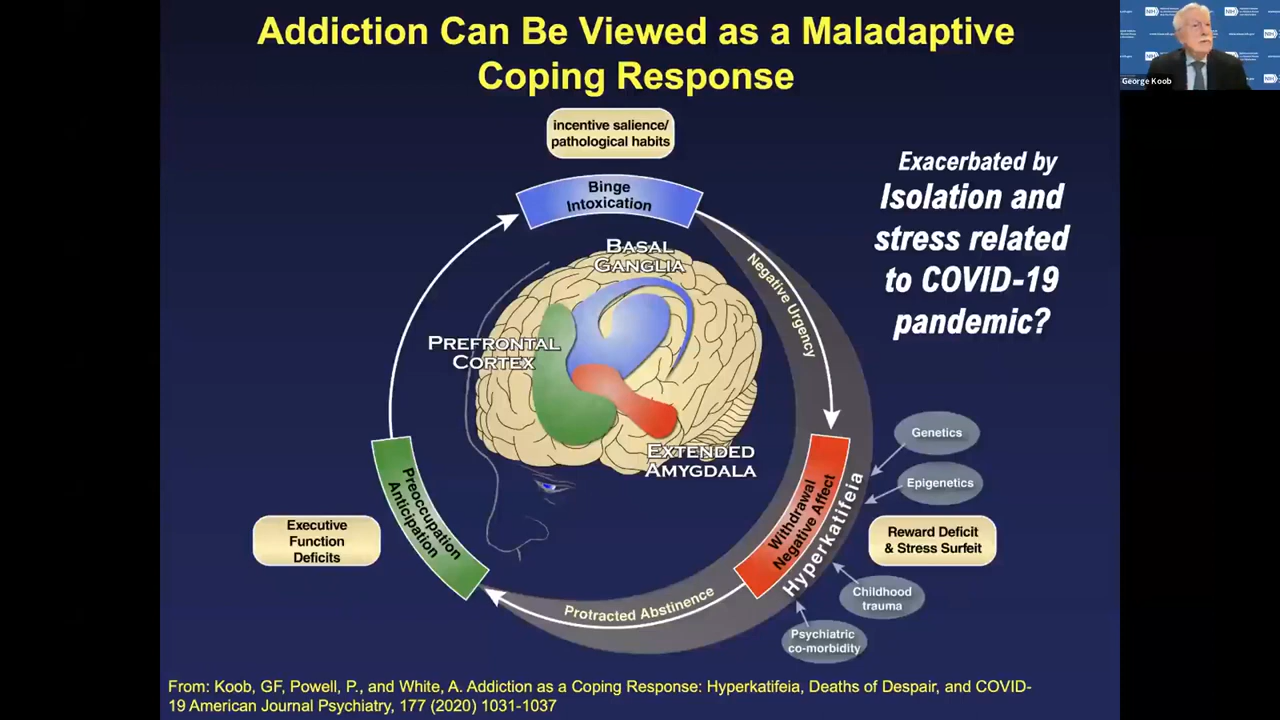 Addiction Can Be Viewed as a Maladaptive
Coping Response
NIH
NIH
NIH
NIH
George Koob
incentive salience/
pathological habits
Binge
Intoxication
BASAL
GANGLIA
Negative Urgency
PREFRONTAL
CORTEX
EXTENDED
AMYGDALA
Exacerbated by
Isolation and
stress related
to COVID-19
pandemic?
Genetics
Epigenetics
Withdrawal
Negative Affect
Hyperkatifeia
Reward Deficit
& Stress Surfeit
Childhood
trauma
Psychiatric
co-morbidity
Protracted Abstinence
Preoccupation
Anticipation
Executive
Function
Deficits
From: Koob, GF, Powell, P., and White, A. Addiction as a Coping Response: Hyperkatifeia, Deaths of Despair, and COVID-
19 American Journal Psychiatry, 177 (2020) 1031-1037